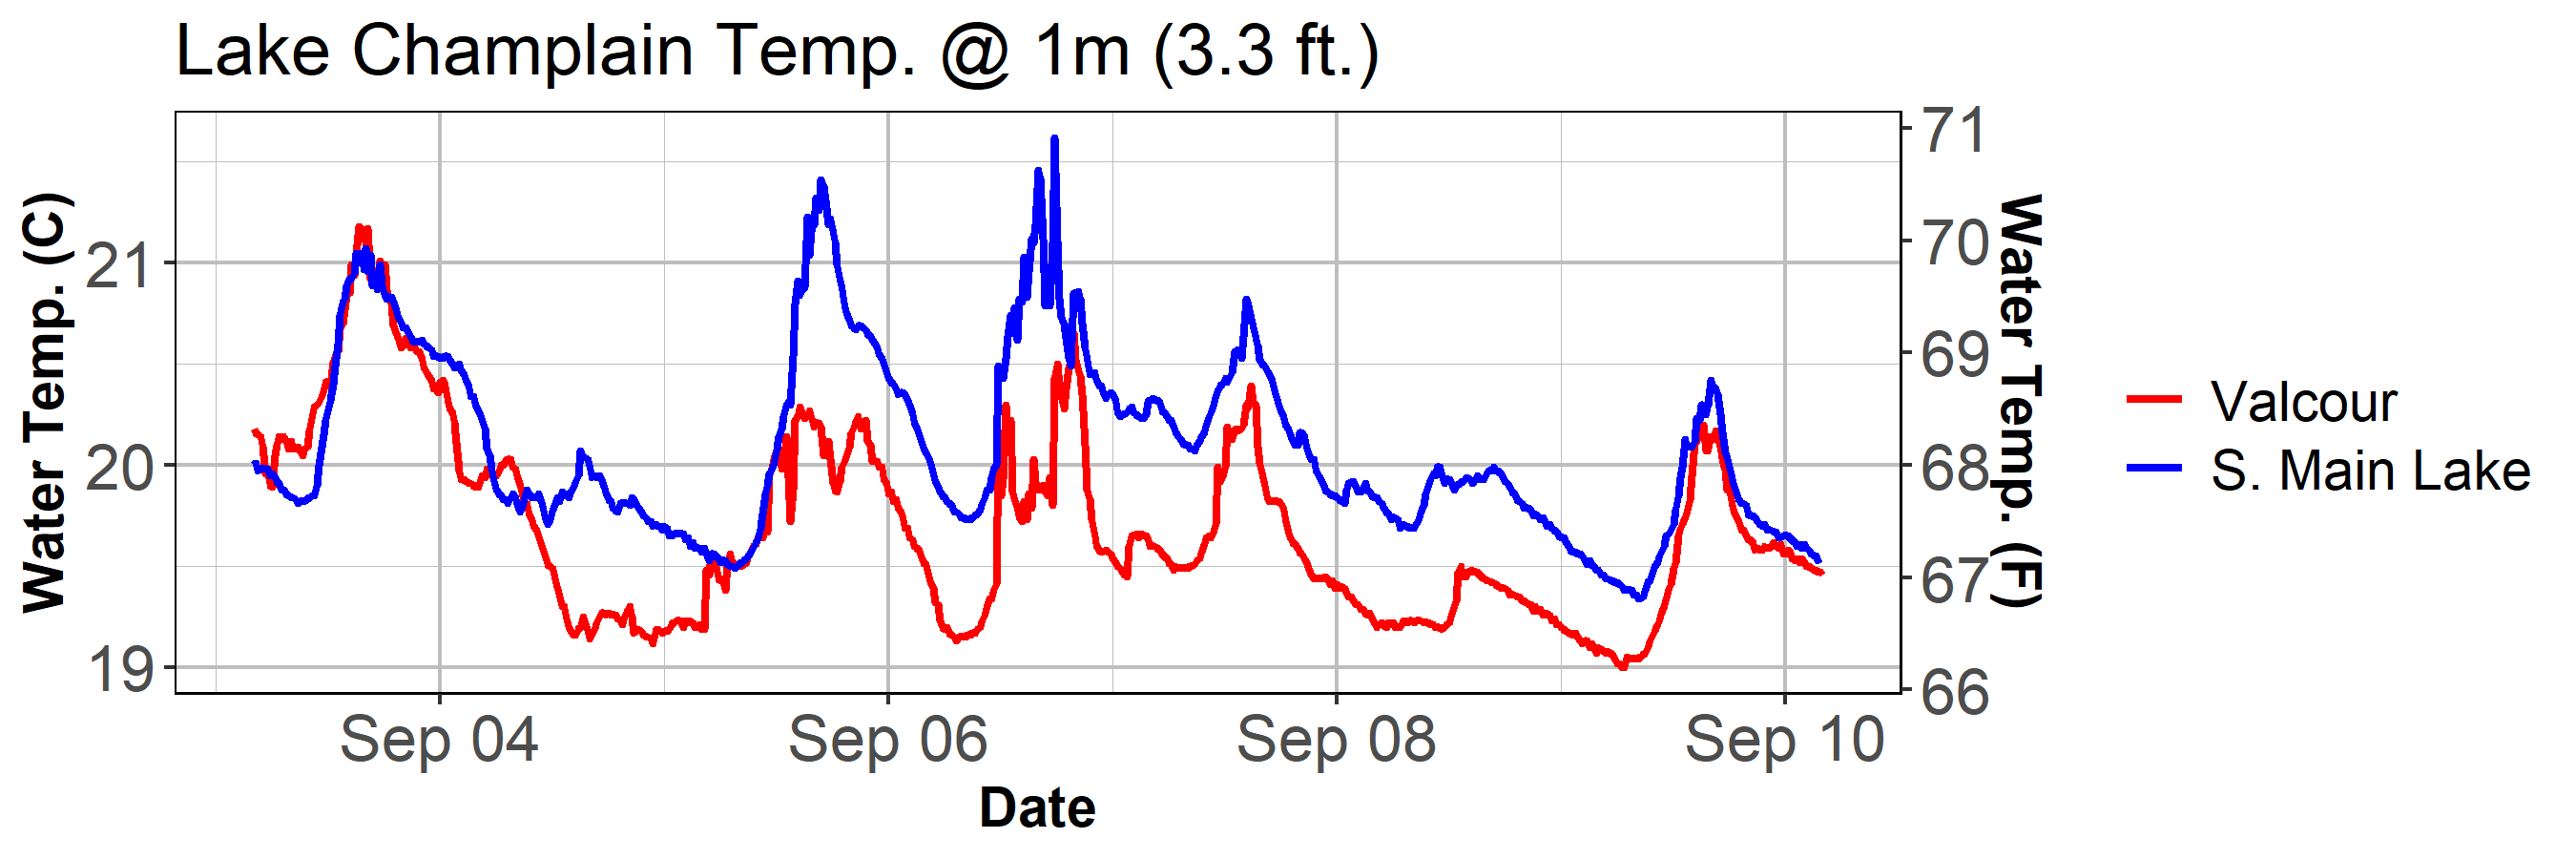 Lake Champlain Temp. @ 1m (3.3 ft.)
Water Temp. (C)
21
20
19
71
70
69
68
67
66
Water Temp. (F)
Sep 04
Sep 06
Sep 08
Sep 10
Date
Valcour
S. Main Lake